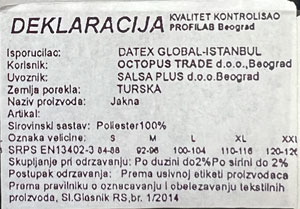 DEKLARACIJA KVALITET KONTROLISAO
PROFILAB Beograd
Isporucilac: DATEX GLOBAL-ISTANBUL
Korisnik: OCTOPUS TRADE d.o.o.,Beograd
Uvoznik: SALSA PLUS d.o.o.Beograd
Zemlja porekla: TURSKA
Naziv proizvoda: Jakna
Artikal:
Sirovinski sastav: Poliester100%
Oznaka velicine: S M L XL XXL
SRPS EN13402-3 84-88 92-96 100-104 110-116 120-126
Skupljanje pri odrzavanju: Po duzini do2% Po sirini do 2%
Postupak odrzavanja: Prema usivnoj etiketi proizvodjaca
Prema pravilniku o oznacavanju i obelezavanju tekstilnih
proizvoda, Sl.Glasnik RS,br. 1/2014